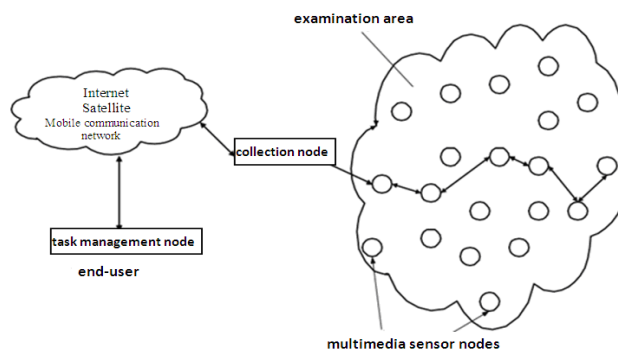 examination area
Internet
Satellite
Mobile communication
network
collection node
task management node
end-user
multimedia sensor nodes